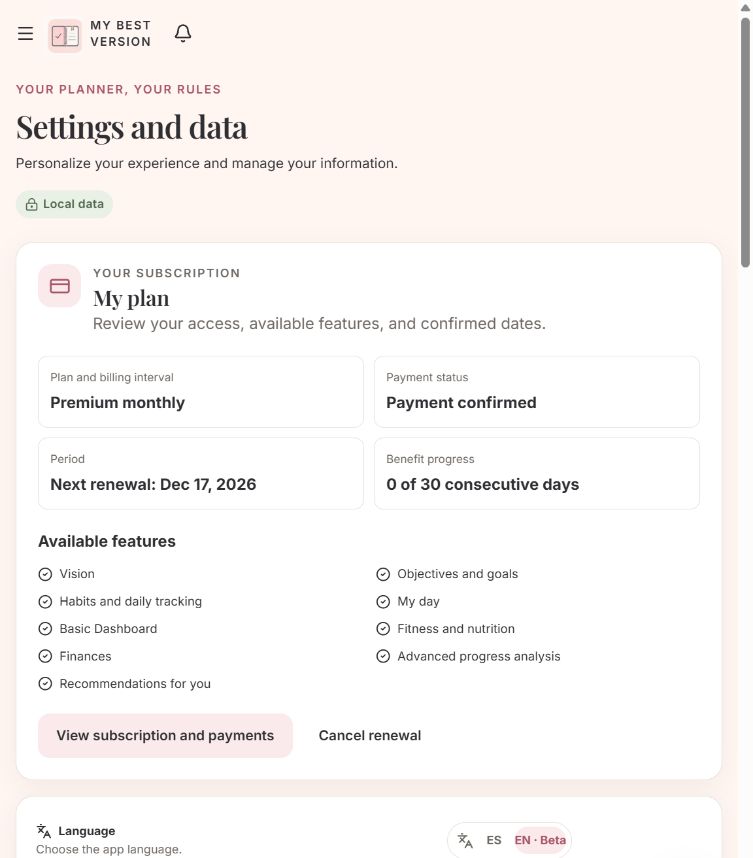 MY BEST
VERSION
YOUR PLANNER, YOUR RULES
Settings and data
Personalize your experience and manage your information.
Local data
YOUR SUBSCRIPTION
My plan
Review your access, available features, and confirmed dates.
Plan and billing interval
Premium monthly
Payment status
Payment confirmed
Period
Next renewal: Dec 17, 2026
Benefit progress
0 of 30 consecutive days
Available features
Vision
Objectives and goals
Habits and daily tracking
My day
Basic Dashboard
Fitness and nutrition
Finances
Advanced progress analysis
Recommendations for you
View subscription and payments
Cancel renewal
Language
Choose the app language.
ES
EN · Beta